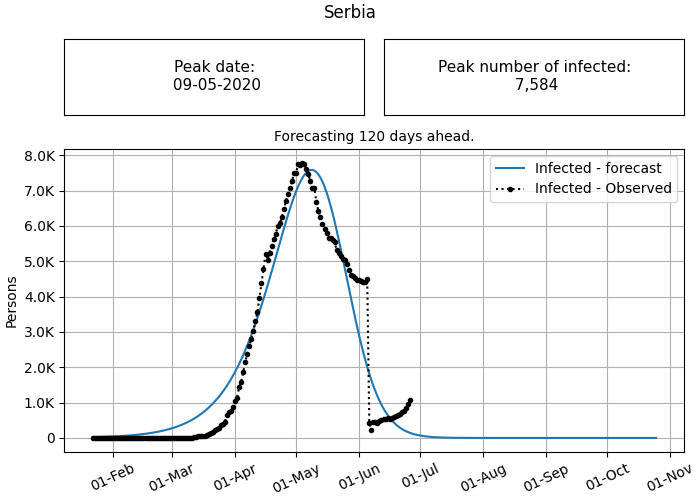 Serbia
Peak date:
09-05-2020
Peak number of infected:
7,584
Forecasting 120 days ahead.
8.0K
7.0K
6.0K
5.0K
4.0K
3.0K
2.0K
1.0K
0
Persons
Infected - forecast
Infected - Observed
01-Feb
01-Mar
01-Apr
01-May
01-Jun
01-Jul
01-Aug
01-Sep
01-Oct
01-Nov